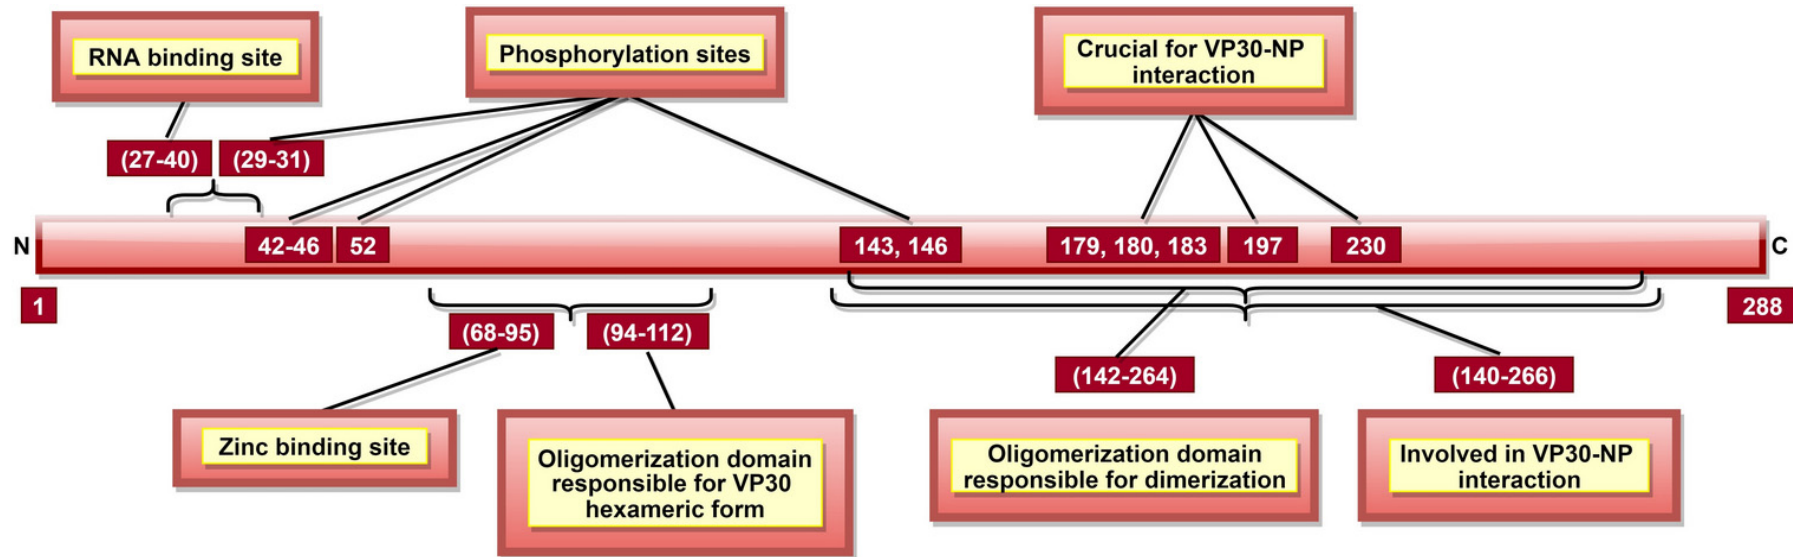 RNA binding site
Phosphorylation sites
Crucial for VP30-NP
interaction
(27-40)
(29-31)
N
42-46
52
143, 146
179, 180, 183
197
230
C
1
288
(68-95)
(94-112)
(142-264)
(140-266)
Zinc binding site
Oligomerization domain
responsible for VP30
hexameric form
Oligomerization domain
responsible for dimerization
Involved in VP30-NP
interaction